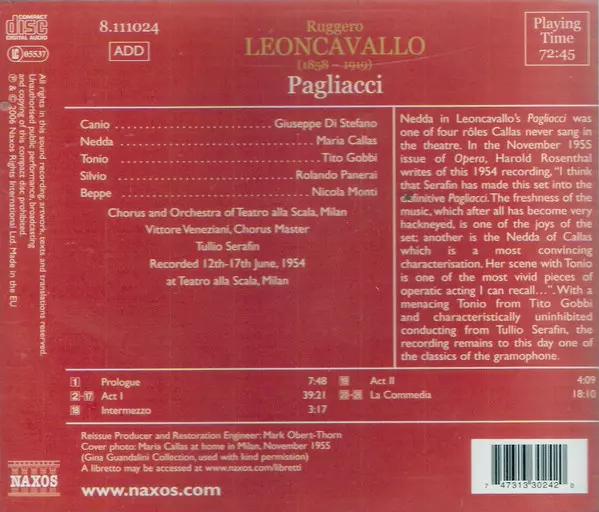 COMPACT
disc
DIGITAL AUDIO
LC 05537
8.111024
ADD
Ruggero
LEONCAVALLO
(1858 – 1919)
Pagliacci
Playing
Time
72:45
All rights in this sound recording, artwork, texts and translations reserved.
Unauthorised public performance, broadcasting
and copying of this compact disc prohibited.
℗ & © 2006 Naxos Rights International Ltd. Made in the EU
Canio Giuseppe Di Stefano
Nedda Maria Callas
Tonio Tito Gobbi
Silvio Rolando Panerai
Beppe Nicola Monti
Chorus and Orchestra of Teatro alla Scala, Milan
Vittore Veneziani, Chorus Master
Tullio Serafin
Recorded 12th-17th June, 1954
at Teatro alla Scala, Milan
Nedda in Leoncavallo's Pagliacci was
one of four rôles Callas never sang in
the theatre. In the November 1955
issue of Opera, Harold Rosenthal
writes of this 1954 recording, "I think
that Serafin has made this set into the
definitive Pagliacci. The freshness of the
music, which after all has become very
hackneyed, is one of the joys of the
set; another is the Nedda of Callas
which is a most convincing
characterisation. Her scene with Tonio
is one of the most vivid pieces of
operatic acting I can recall...". With a
menacing Tonio from Tito Gobbi
and characteristically uninhibited
conducting from Tullio Serafin, the
recording remains to this day one of
the classics of the gramophone.
1 Prologue 7:48
2-17 Act I 39:21
18 Intermezzo 3:17
19 Act II 4:09
La Commedia 18:10
Reissue Producer and Restoration Engineer: Mark Obert-Thorn
Cover photo: Maria Callas at home in Milan, November 1955
(Gina Guandalini Collection, used with kind permission)
A libretto may be accessed at www.naxos.com/libretti
NAXOS
www.naxos.com
7 47313 30242 0